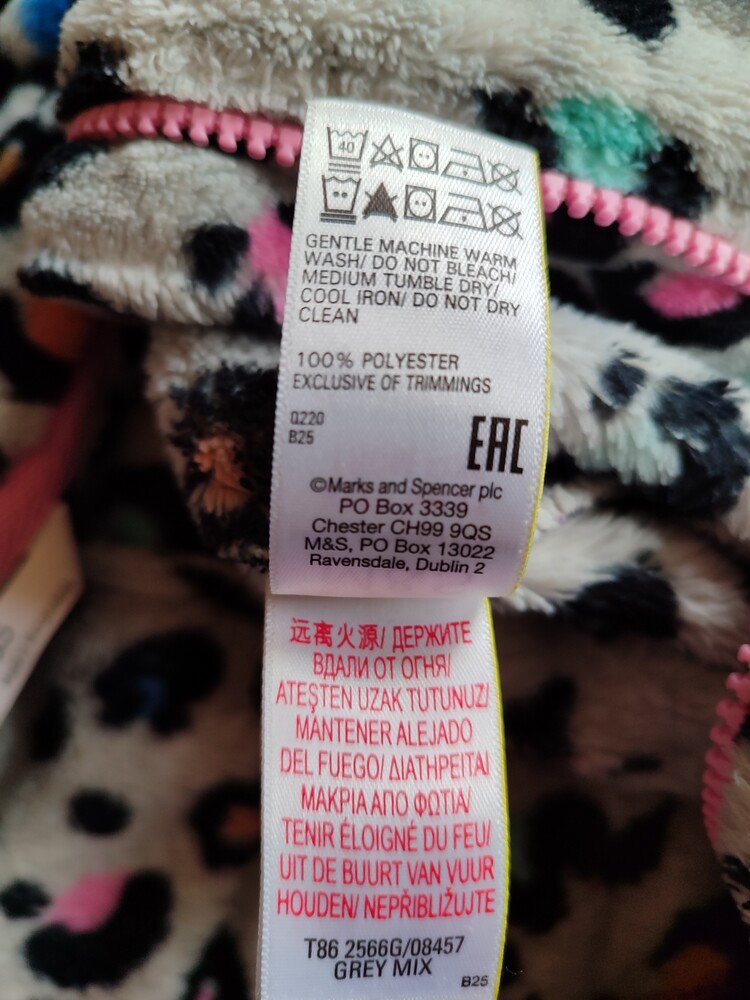 40
GENTLE MACHINE WARM
WASH/ DO NOT BLEACH/
MEDIUM TUMBLE DRY/
COOL IRON/ DO NOT DRY
CLEAN
100% POLYESTER
EXCLUSIVE OF TRIMMINGS
Q220
B25
EAC
©Marks and Spencer plc
PO Box 3339
Chester CH99 9QS
M&S, PO Box 13022
Ravensdale, Dublin 2
远离火源/ ДЕРЖИТЕ
ВДАЛИ ОТ ОГНЯ/
ATEŞTEN UZAK TUTUNUZ/
MANTENER ALEJADO
DEL FUEGO/ ΔΙΑΤΗΡΕΙΤΑΙ
ΜΑΚΡΙΑ ΑΠΟ ΦΩΤΙΑ/
TENIR ÉLOIGNÉ DU FEU/
UIT DE BUURT VAN VUUR
HOUDEN/ NEPŘIBLIŽUJTE
T86 2566G/08457
GREY MIX
B25